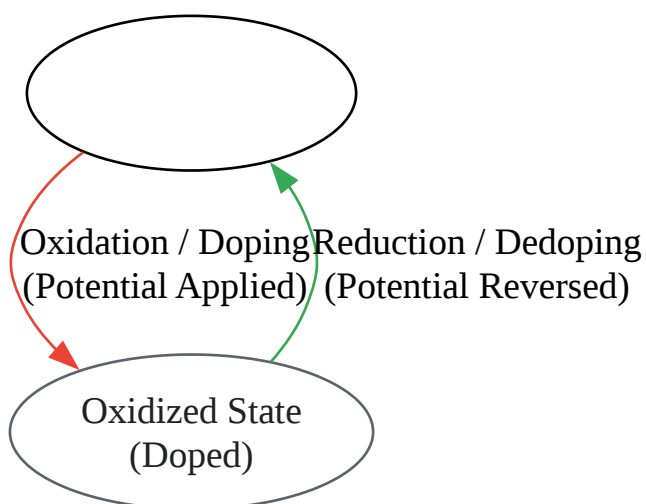 Oxidation / Doping
(Potential Applied)
Reduction / Dedoping
(Potential Reversed)
Oxidized State
(Doped)